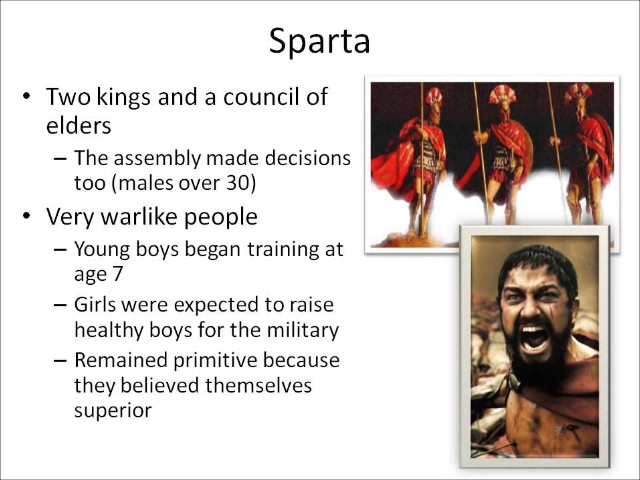 Sparta
• Two kings and a council of
elders
– The assembly made decisions
too (males over 30)
• Very warlike people
– Young boys began training at
age 7
– Girls were expected to raise
healthy boys for the military
– Remained primitive because
they believed themselves
superior